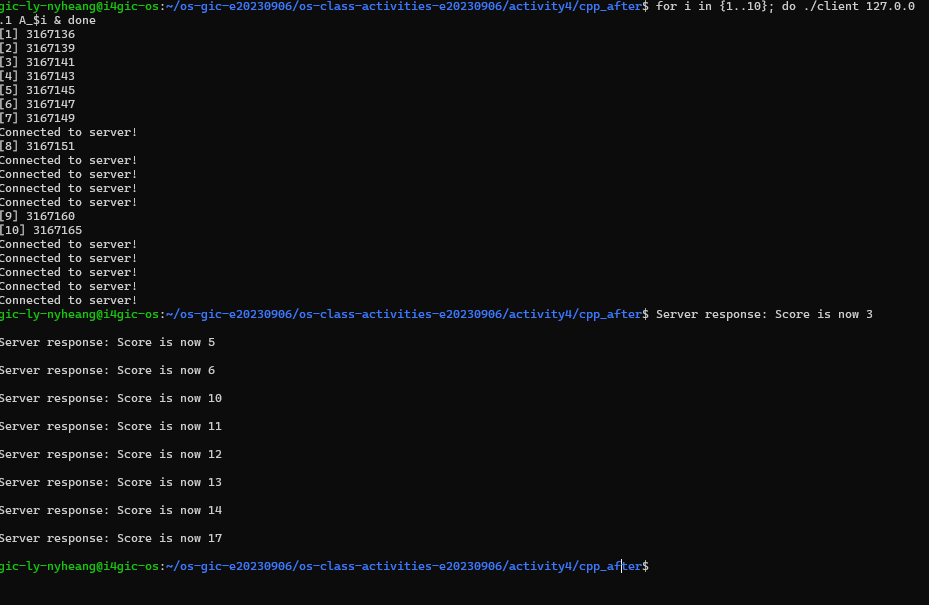 gic-ly-nyheang@i4gic-os:~/os-gic-e20230906/os-class-activities-e20230906/activity4/cpp_after$ for i in {1..10}; do ./client 127.0.0
.1 A_$i & done
[1] 3167136
[2] 3167139
[3] 3167141
[4] 3167143
[5] 3167145
[6] 3167147
[7] 3167149
Connected to server!
[8] 3167151
Connected to server!
Connected to server!
Connected to server!
Connected to server!
[9] 3167160
[10] 3167165
Connected to server!
Connected to server!
Connected to server!
Connected to server!
Connected to server!
gic-ly-nyheang@i4gic-os:~/os-gic-e20230906/os-class-activities-e20230906/activity4/cpp_after$ Server response: Score is now 3
Server response: Score is now 5
Server response: Score is now 6
Server response: Score is now 10
Server response: Score is now 11
Server response: Score is now 12
Server response: Score is now 13
Server response: Score is now 14
Server response: Score is now 17
gic-ly-nyheang@i4gic-os:~/os-gic-e20230906/os-class-activities-e20230906/activity4/cpp_after$